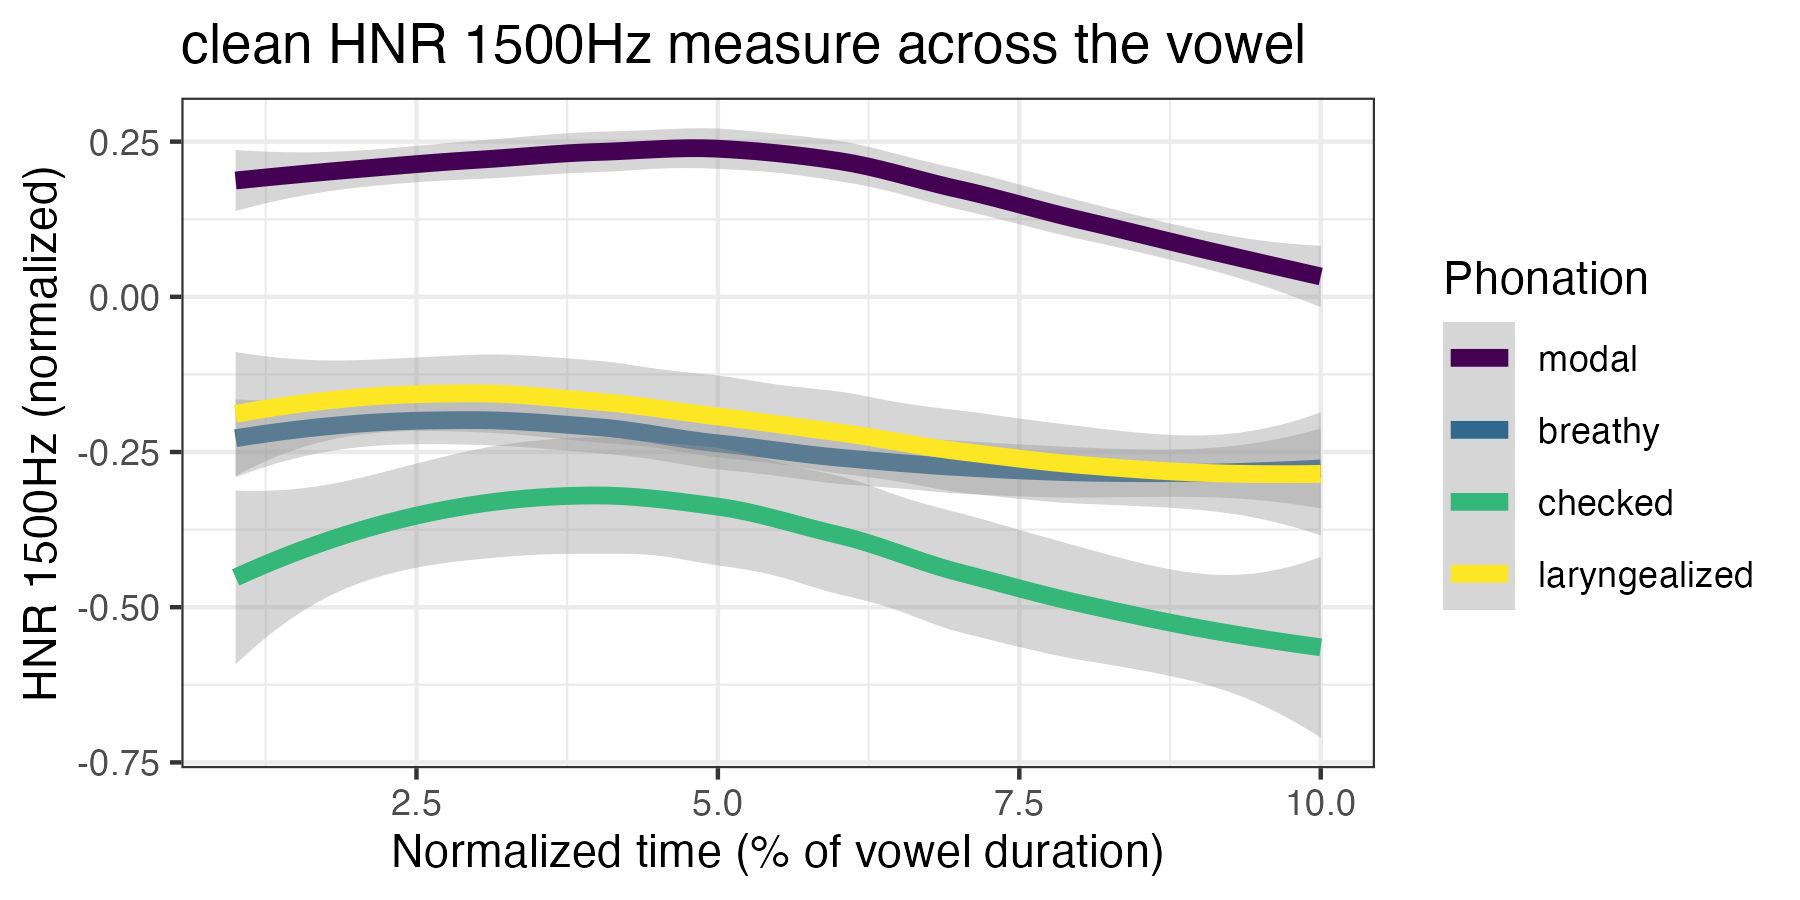 clean HNR 1500Hz measure across the vowel
HNR 1500Hz (normalized)
0.25
0.00
-0.25
-0.50
-0.75
2.5 5.0 7.5 10.0
Normalized time (% of vowel duration)
Phonation
modal
breathy
checked
laryngealized